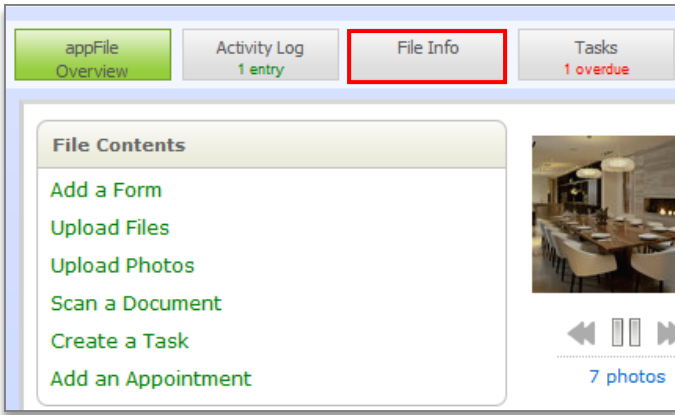 appFile
Overview
Activity Log
1 entry
File Info
Tasks
1 overdue
File Contents
Add a Form
Upload Files
Upload Photos
Scan a Document
Create a Task
Add an Appointment
7 photos